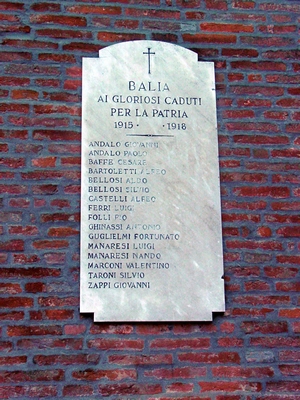 BALIA
AI GLORIOSI CADUTI
PER LA PATRIA
1915 - 1918
ANDALO GIOVANNI
ANDALO PAOLO
BAFFE CESARE
BARTOLETTI ALFEO
BELLOSI ALDO
BELLOSI SILVIO
CASTELLI ALFEO
FERRI LUIGI
FOLLI PIO
GHINASSI ANTONIO
GUGLIELMI FORTUNATO
MANARESI LUIGI
MANARESI NANDO
MARCONI VALENTINO
TARONI SILVIO
ZAPPI GIOVANNI